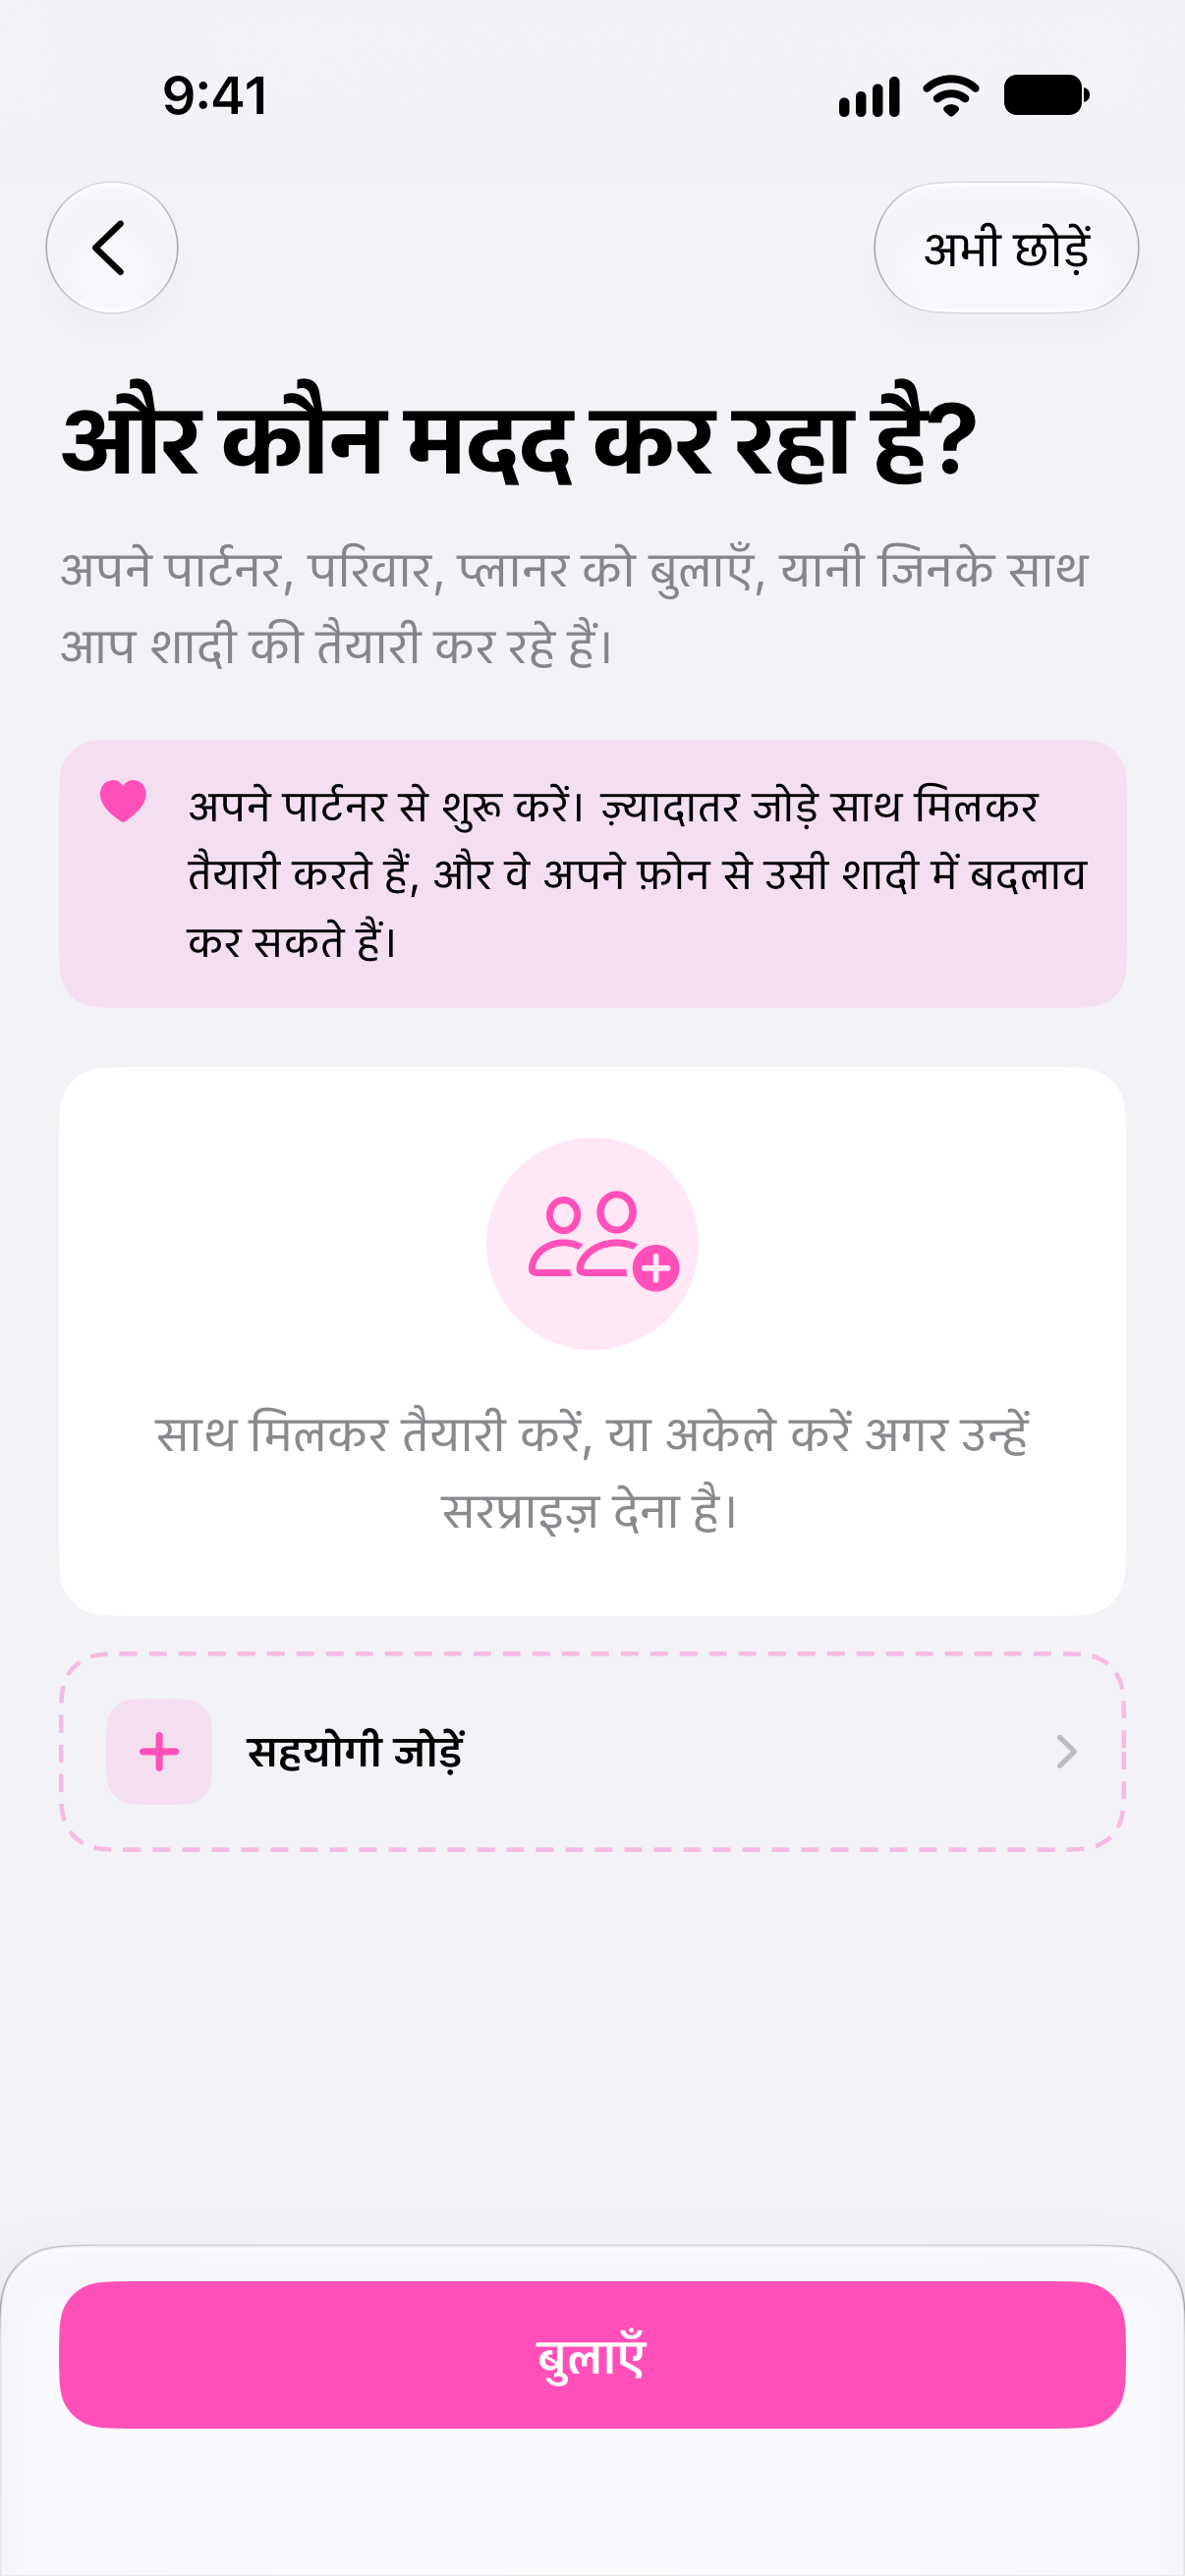 9:41
अभी छोड़ें
और कौन मदद कर रहा है?
अपने पार्टनर, परिवार, प्लानर को बुलाएँ, यानी जिनके साथ
आप शादी की तैयारी कर रहे हैं।
अपने पार्टनर से शुरू करें। ज़्यादातर जोड़े साथ मिलकर
तैयारी करते हैं, और वे अपने फ़ोन से उसी शादी में बदलाव
कर सकते हैं।
साथ मिलकर तैयारी करें, या अकेले करें अगर उन्हें
सरप्राइज़ देना है।
सहयोगी जोड़ें
बुलाएँ